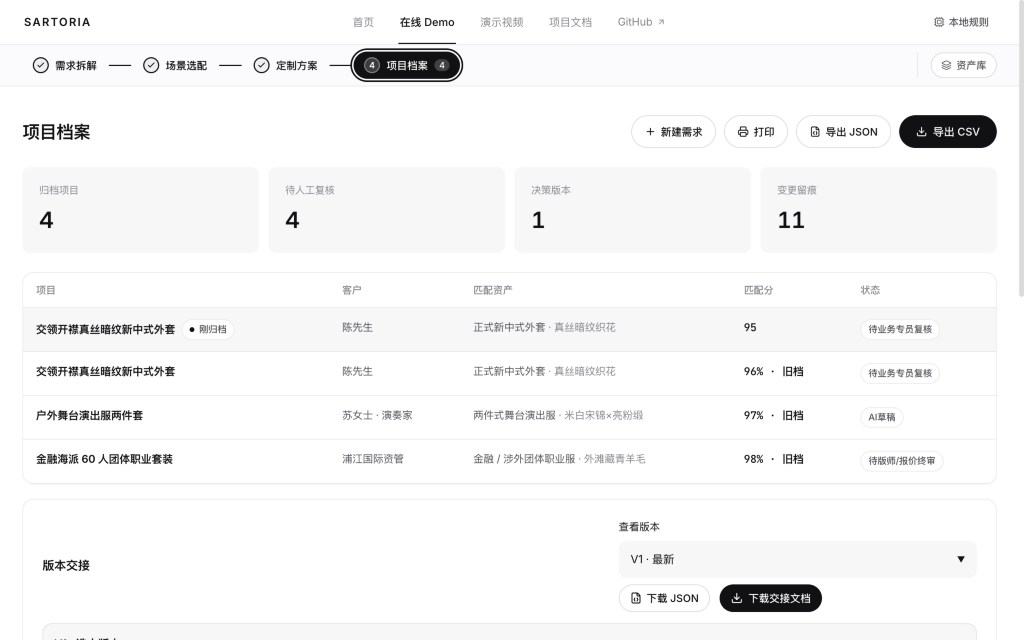 SARTORIA 首页 在线 Demo 演示视频 项目文档 GitHub ↗ 本地规则
需求拆解 场景选配 定制方案 4 项目档案 4 资产库
项目档案 + 新建需求 打印 导出 JSON 导出 CSV
归档项目 待人工复核 决策版本 变更留痕
4 4 1 11
项目 客户 匹配资产 匹配分 状态
交领开襟真丝暗纹新中式外套 刚归档 陈先生 正式新中式外套 · 真丝暗纹织花 95 待业务专员复核
交领开襟真丝暗纹新中式外套 陈先生 正式新中式外套 · 真丝暗纹织花 96% · 旧档 待业务专员复核
户外舞台演出服两件套 苏女士 · 演奏家 两件式舞台演出服 · 米白宋锦×亮粉缎 97% · 旧档 AI草稿
金融海派 60 人团体职业套装 浦江国际资管 金融 / 涉外团体职业服 · 外滩藏青羊毛 98% · 旧档 待版师/报价终审
查看版本
版本交接 V1 · 最新
下载 JSON 下载交接文档